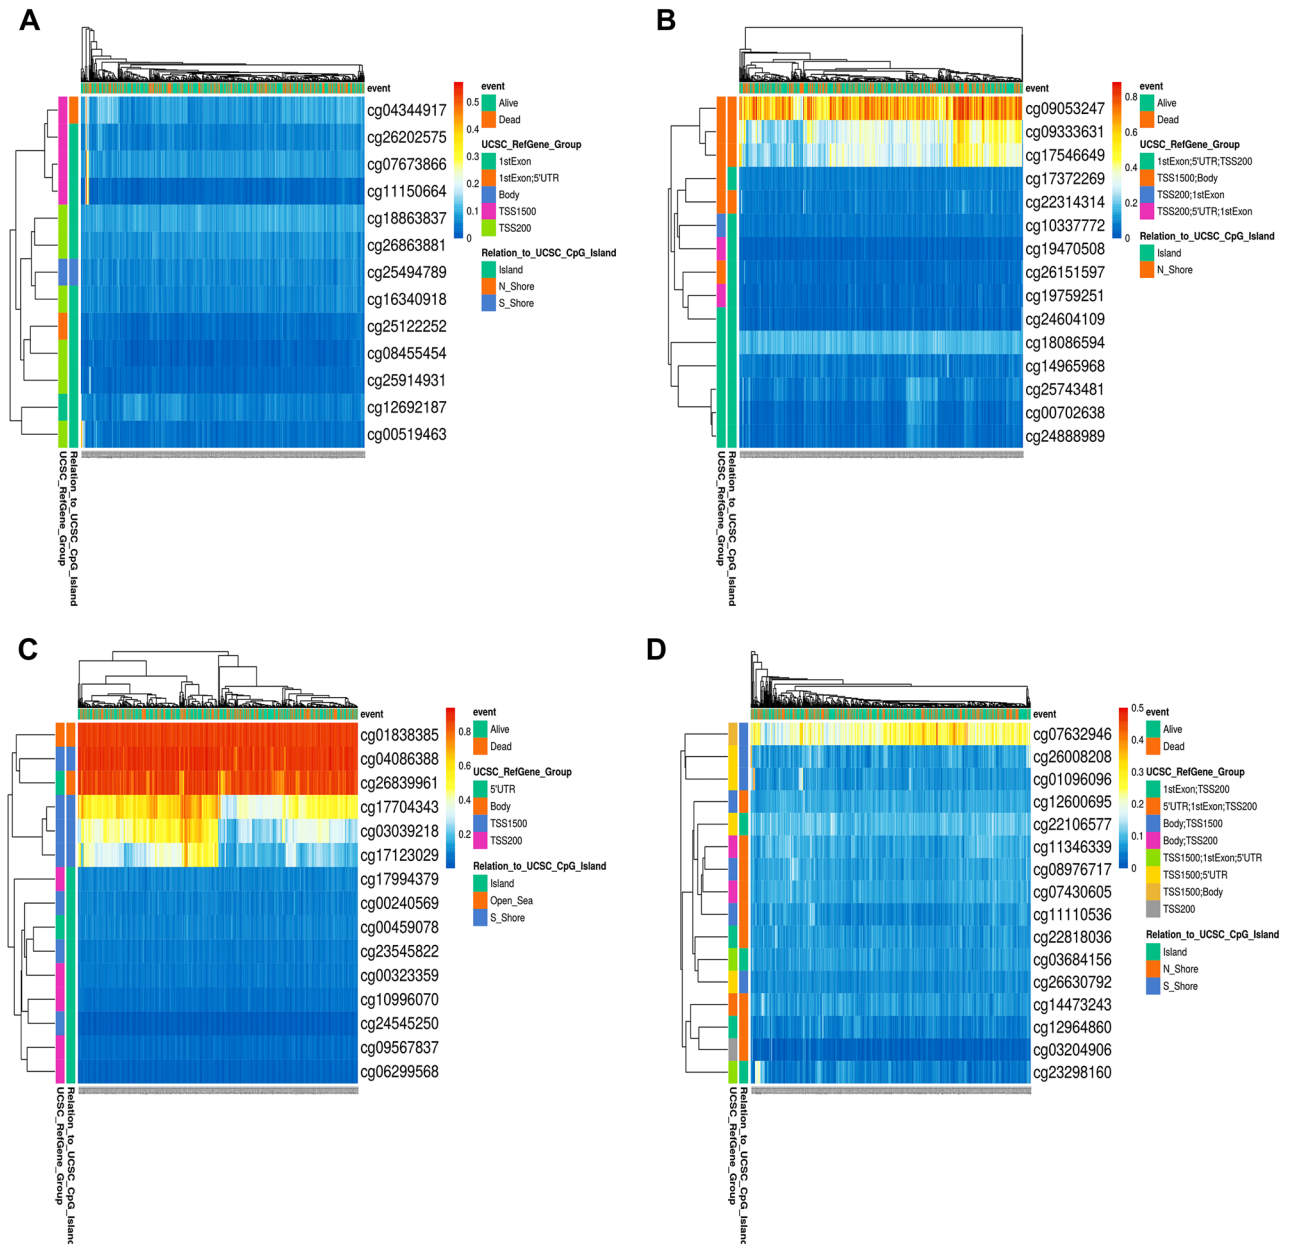 A
event
cg04344917
cg26202575
cg07673866
cg11150664
cg18863837
cg26863881
cg25494789
cg16340918
cg25122252
cg08455454
cg25914931
cg12692187
cg00519463
0.5
0.4
0.3
0.2
0.1
0
event
Alive
Dead
UCSC_RefGene_Group
1stExon
1stExon;5'UTR
Body
TSS1500
TSS200
Relation_to_UCSC_CpG_Island
Island
N_Shore
S_Shore
Relation_to_UCSC_CpG_Island
UCSC_RefGene_Group
B
event
cg09053247
cg09333631
cg17546649
cg17372269
cg22314314
cg10337772
cg19470508
cg26151597
cg19759251
cg24604109
cg18086594
cg14965968
cg25743481
cg00702638
cg24888989
0.8
0.6
0.4
0.2
0
event
Alive
Dead
UCSC_RefGene_Group
1stExon;5'UTR;TSS200
TSS1500;Body
TSS200;1stExon
TSS200;5'UTR;1stExon
Relation_to_UCSC_CpG_Island
Island
N_Shore
Relation_to_UCSC_CpG_Island
UCSC_RefGene_Group
C
event
cg01838385
cg04086388
cg26839961
cg17704343
cg03039218
cg17123029
cg17994379
cg00240569
cg00459078
cg23545822
cg00323359
cg10996070
cg24545250
cg09567837
cg06299568
0.8
0.6
0.4
0.2
event
Alive
Dead
UCSC_RefGene_Group
5'UTR
Body
TSS1500
TSS200
Relation_to_UCSC_CpG_Island
Island
Open_Sea
S_Shore
Relation_to_UCSC_CpG_Island
UCSC_RefGene_Group
D
event
cg07632946
cg26008208
cg01096096
cg12600695
cg22106577
cg11346339
cg08976717
cg07430605
cg11110536
cg22818036
cg03684156
cg26630792
cg14473243
cg12964860
cg03204906
cg23298160
0.5
0.4
0.3
0.2
0.1
0
event
Alive
Dead
UCSC_RefGene_Group
1stExon;TSS200
5'UTR;1stExon;TSS200
Body;TSS1500
Body;TSS200
TSS1500;1stExon;5'UTR
TSS1500;5'UTR
TSS1500;Body
TSS200
Relation_to_UCSC_CpG_Island
Island
N_Shore
S_Shore
Relation_to_UCSC_CpG_Island
UCSC_RefGene_Group